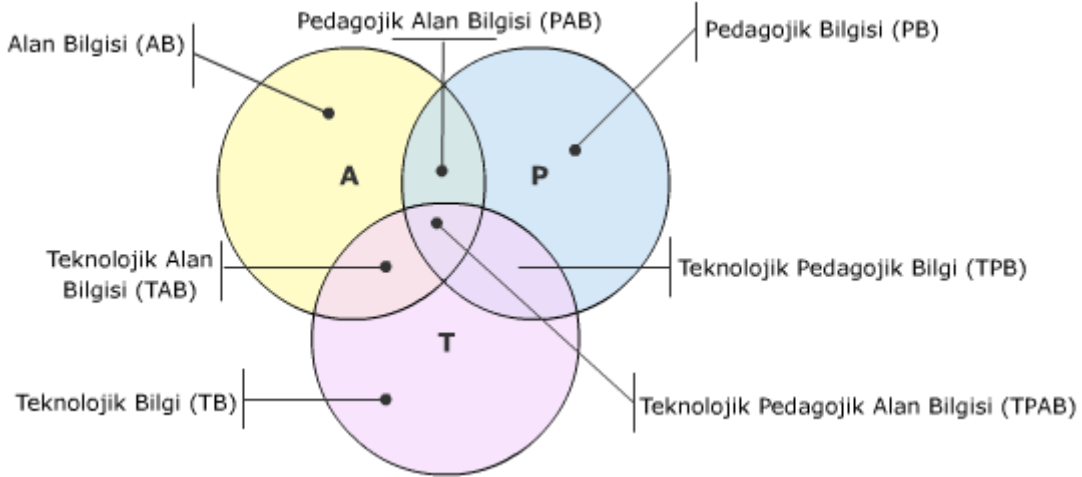 Pedagojik Alan Bilgisi (PAB)
Alan Bilgisi (AB)
Pedagojik Bilgisi (PB)
A
P
Teknolojik Alan
Bilgisi (TAB)
Teknolojik Pedagojik Bilgi (TPB)
T
Teknolojik Bilgi (TB)
Teknolojik Pedagojik Alan Bilgisi (TPAB)